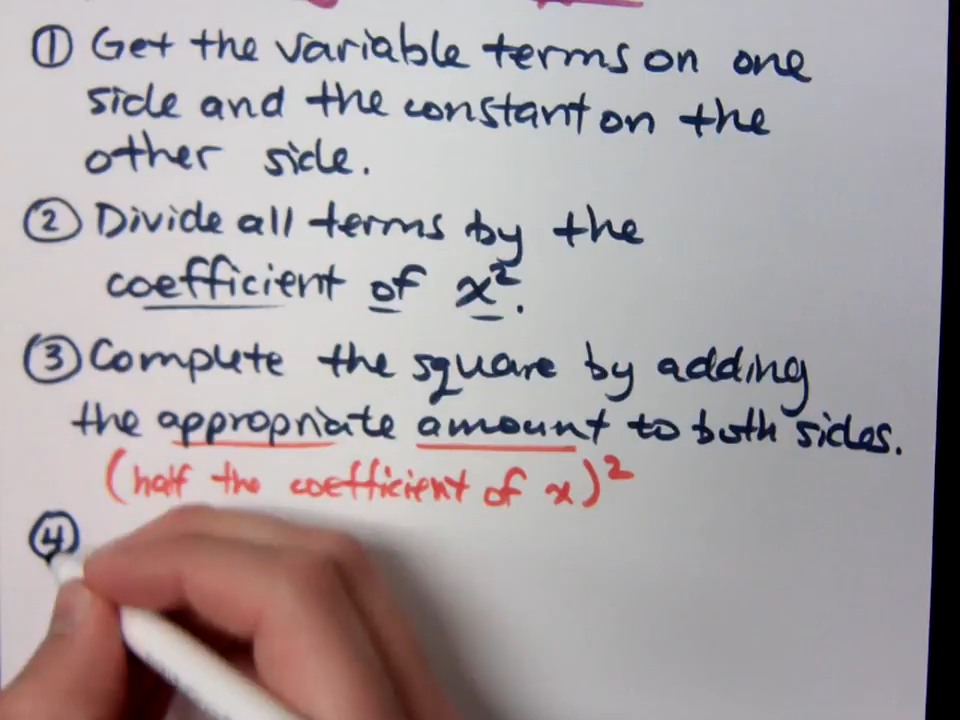 ① Get the variable terms on one
side and the constant on the
other side.
② Divide all terms by the
coefficient of x².
③ Complete the square by adding
the appropriate amount to both sides.
(half the coefficient of x)²
④